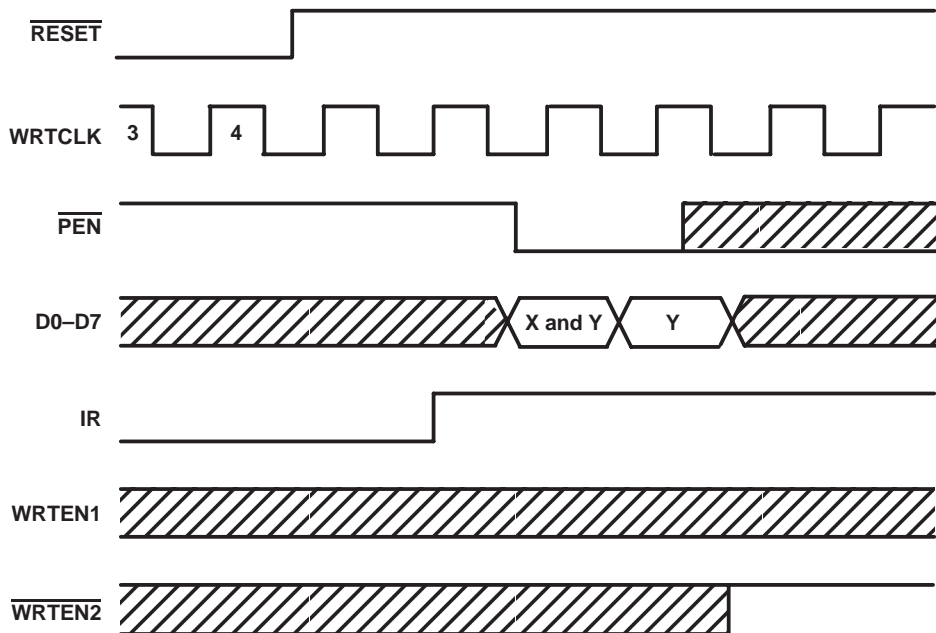 RESET
WRTCLK
3
4
PEN
D0–D7
X and Y
Y
IR
WRTEN1
WRTEN2